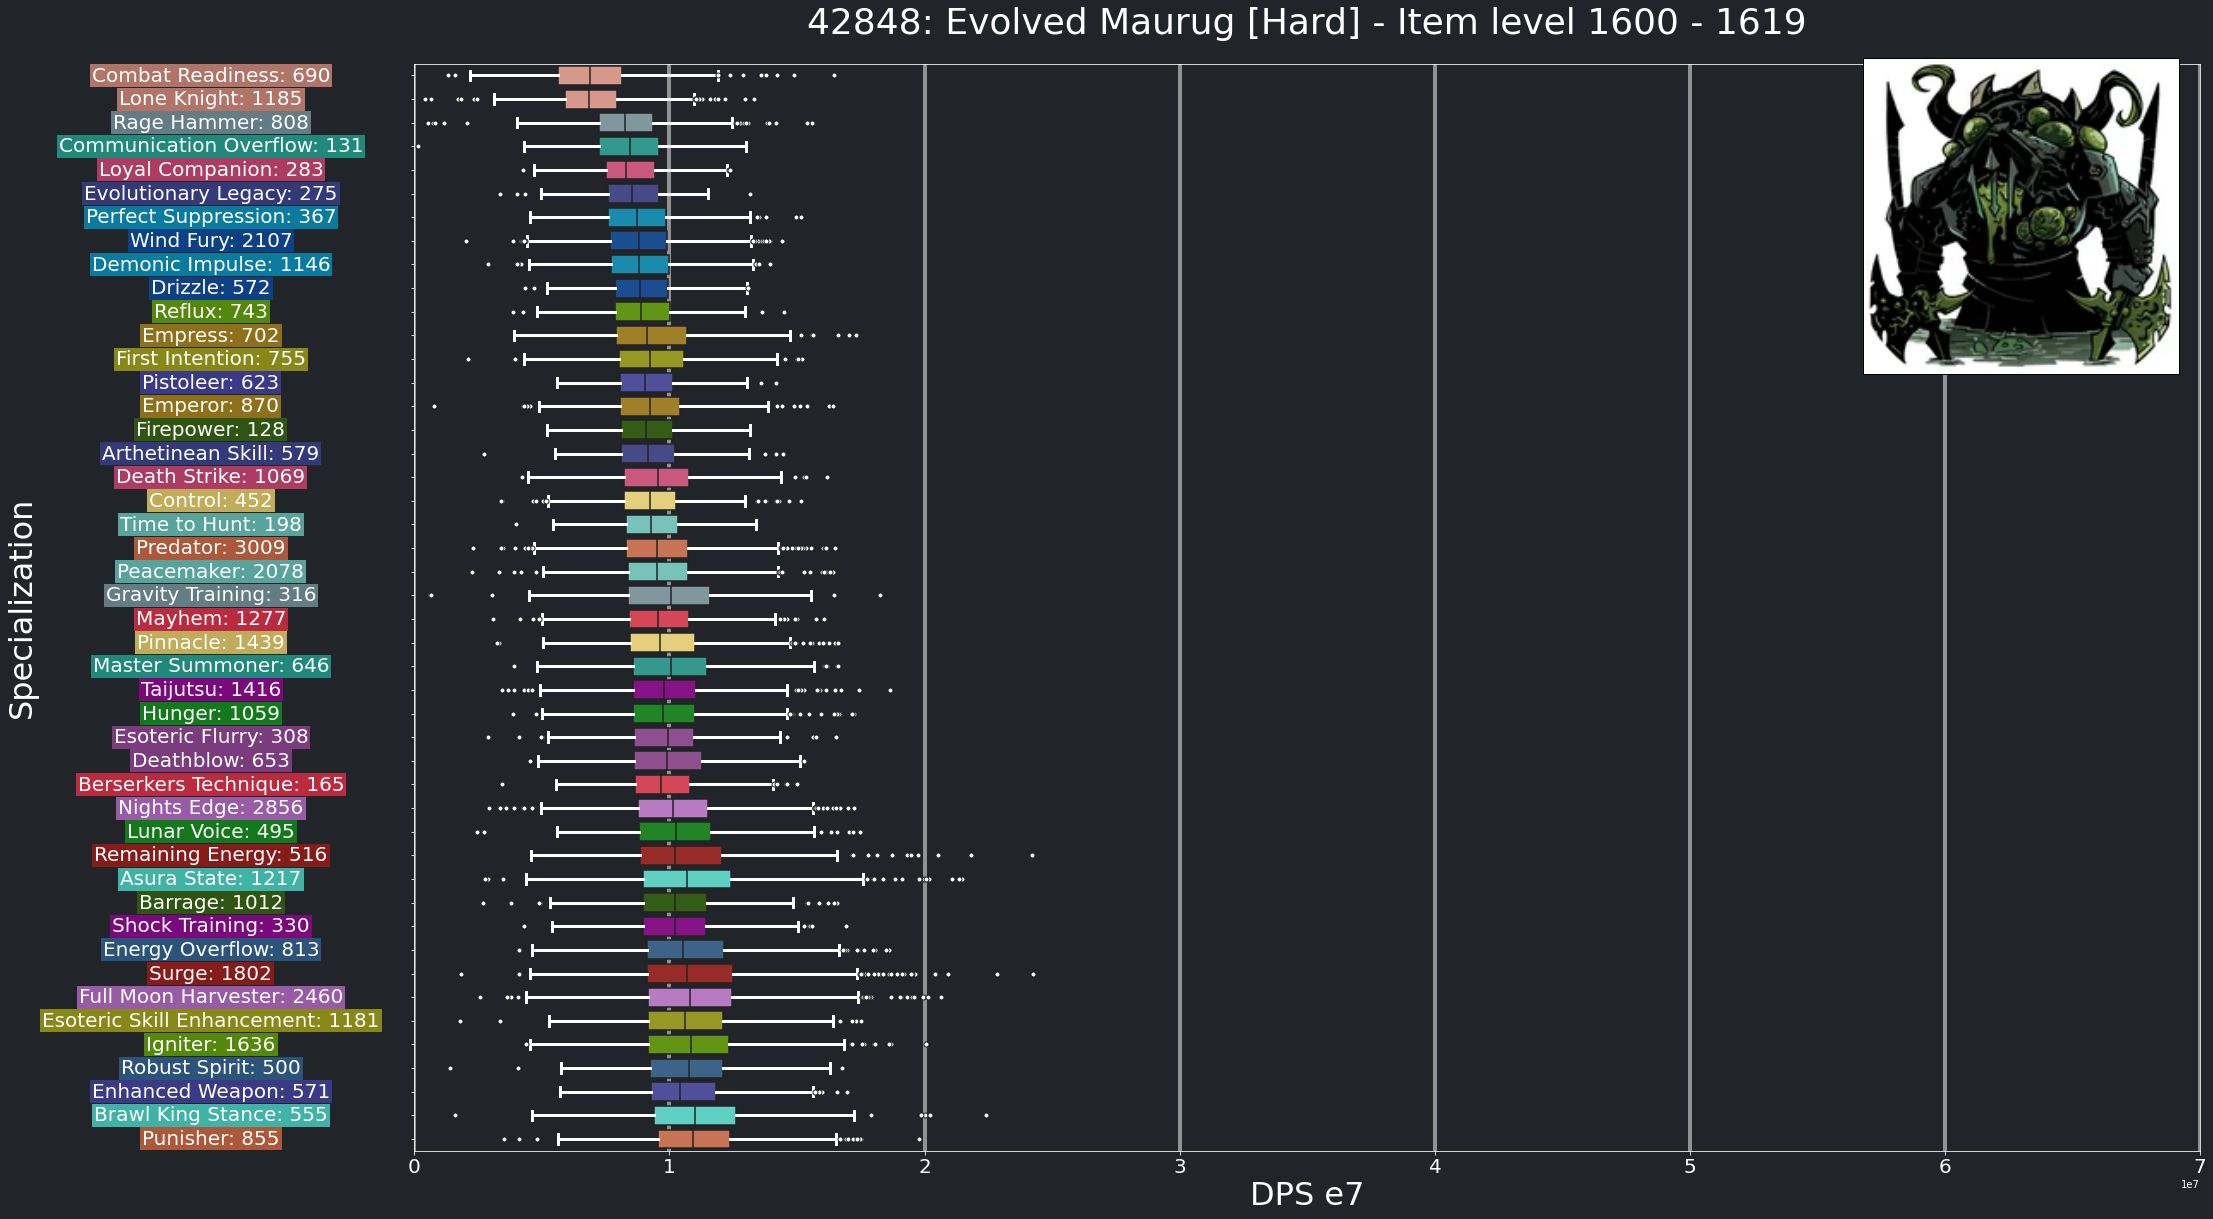 42848: Evolved Maurug [Hard] - Item level 1600 - 1619
Combat Readiness: 690
Lone Knight: 1185
Rage Hammer: 808
Communication Overflow: 131
Loyal Companion: 283
Evolutionary Legacy: 275
Perfect Suppression: 367
Wind Fury: 2107
Demonic Impulse: 1146
Drizzle: 572
Reflux: 743
Empress: 702
First Intention: 755
Pistoleer: 623
Emperor: 870
Firepower: 128
Arthetinean Skill: 579
Death Strike: 1069
Control: 452
Time to Hunt: 198
Predator: 3009
Peacemaker: 2078
Gravity Training: 316
Mayhem: 1277
Pinnacle: 1439
Master Summoner: 646
Taijutsu: 1416
Hunger: 1059
Esoteric Flurry: 308
Deathblow: 653
Berserkers Technique: 165
Nights Edge: 2856
Lunar Voice: 495
Remaining Energy: 516
Asura State: 1217
Barrage: 1012
Shock Training: 330
Energy Overflow: 813
Surge: 1802
Full Moon Harvester: 2460
Esoteric Skill Enhancement: 1181
Igniter: 1636
Robust Spirit: 500
Enhanced Weapon: 571
Brawl King Stance: 555
Punisher: 855
Specialization
0 1 2 3 4 5 6 7
1e7
DPS e7